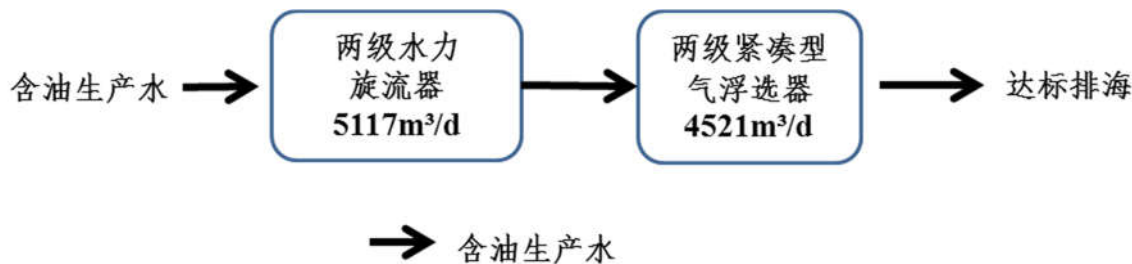 含油生产水
两级水力
旋流器
5117m³/d
两级紧凑型
气浮选器
4521m³/d
达标排海
含油生产水